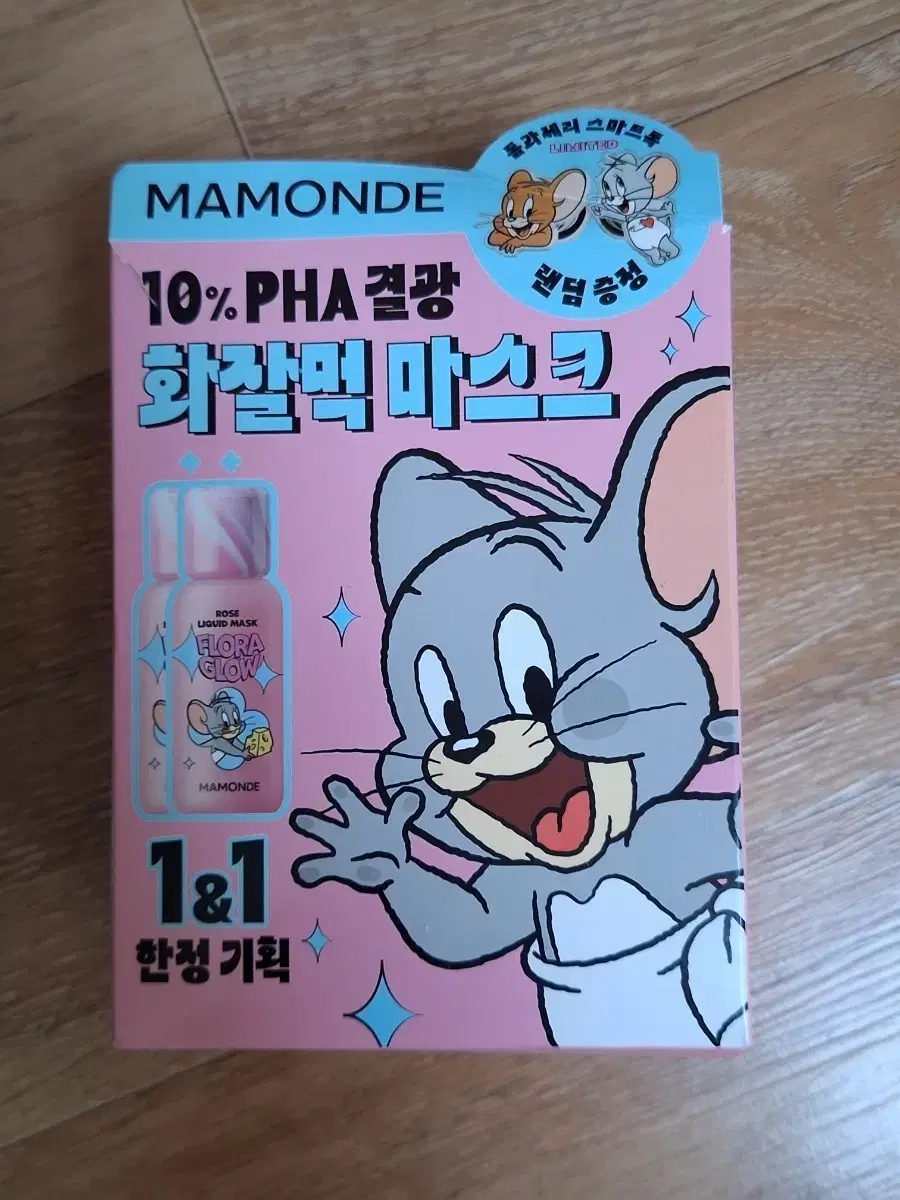 톰과제리 스마트톡
LIMITED
랜덤 증정
MAMONDE
10% PHA 결광
화잘먹 마스크
ROSE
LIQUID MASK
FLORA
GLOW
MAMONDE
1&1
한정 기획